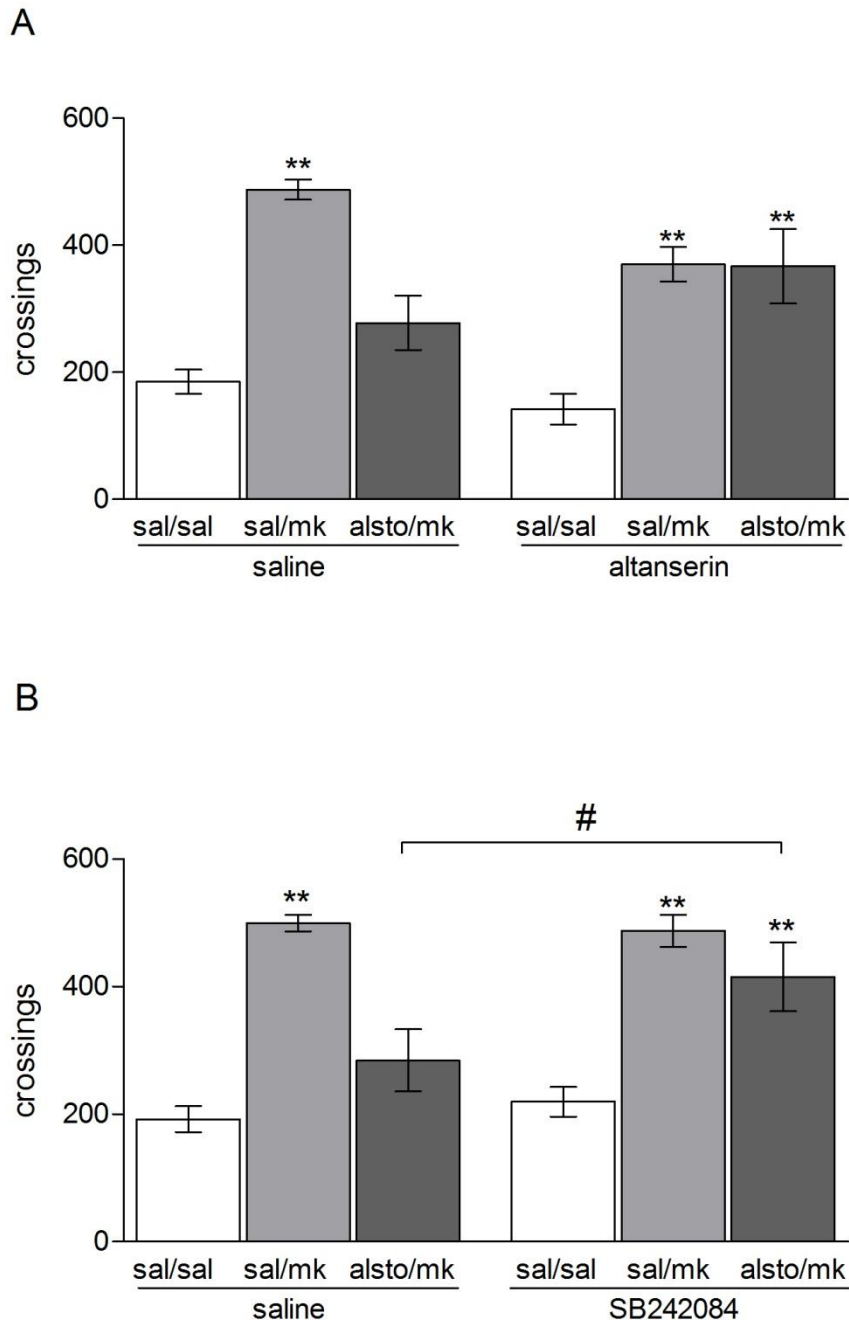 A
600
400
200
0
crossings
**
**
**
sal/sal sal/mk alsto/mk sal/sal sal/mk alsto/mk
saline altanserin
B
#
600
400
200
0
crossings
**
**
**
sal/sal sal/mk alsto/mk sal/sal sal/mk alsto/mk
saline SB242084